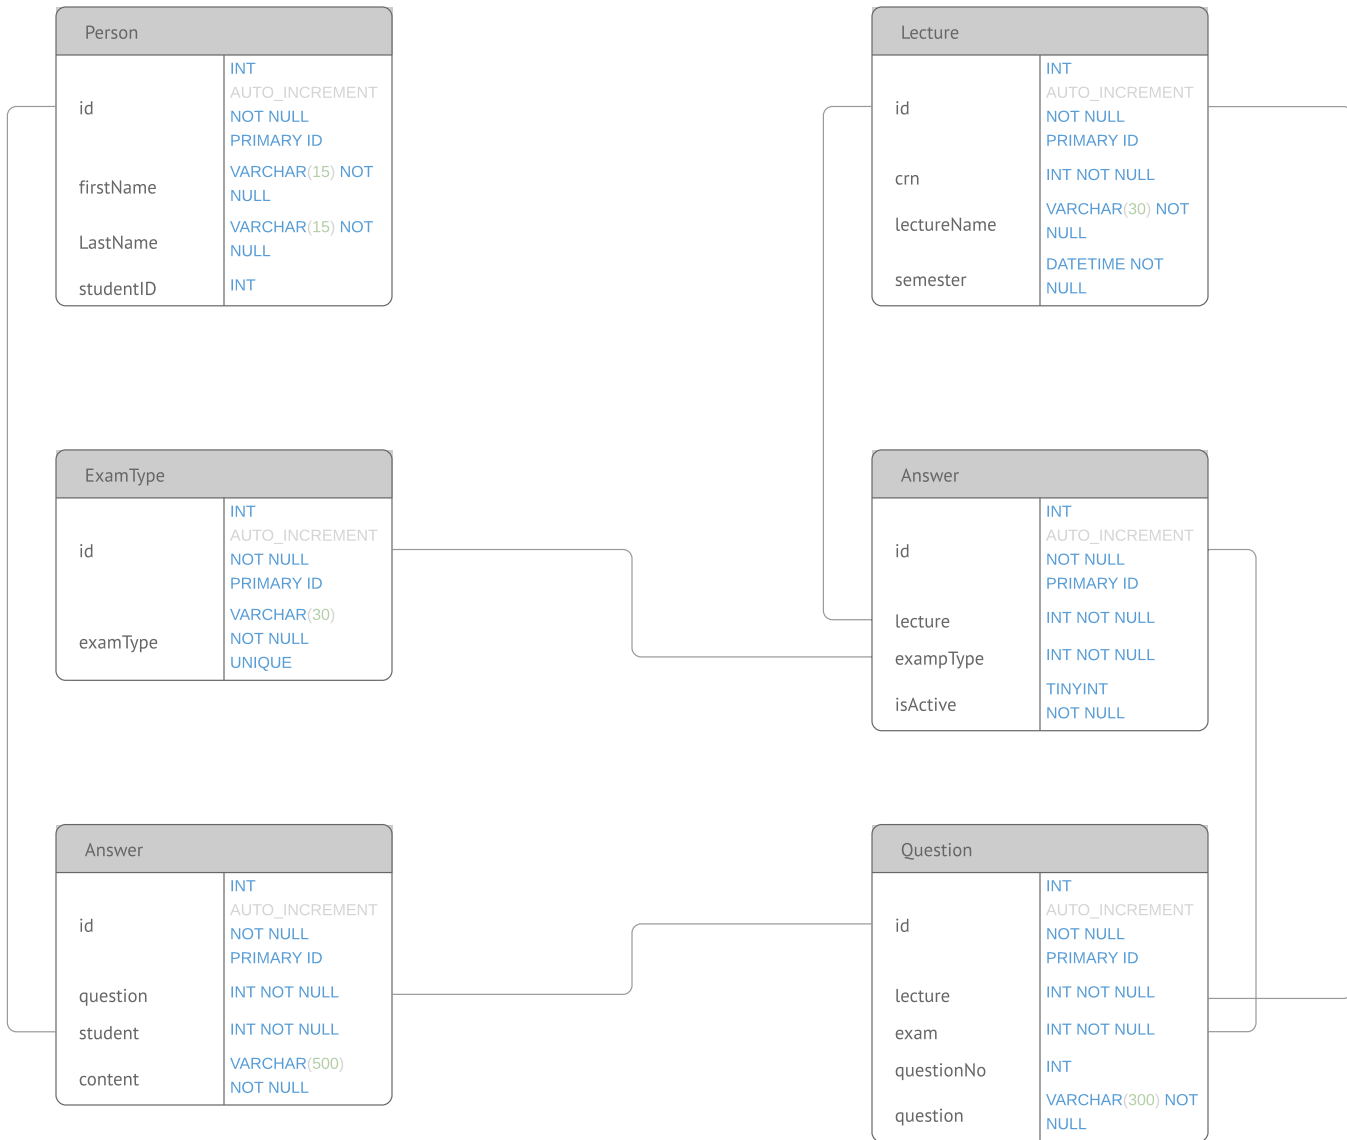 Person
id
INT
AUTO_INCREMENT
NOT NULL
PRIMARY ID
firstName
VARCHAR(15) NOT
NULL
LastName
VARCHAR(15) NOT
NULL
studentID
INT
Lecture
id
INT
AUTO_INCREMENT
NOT NULL
PRIMARY ID
crn
INT NOT NULL
lectureName
VARCHAR(30) NOT
NULL
semester
DATETIME NOT
NULL
ExamType
id
INT
AUTO_INCREMENT
NOT NULL
PRIMARY ID
examType
VARCHAR(30)
NOT NULL
UNIQUE
Answer
id
INT
AUTO_INCREMENT
NOT NULL
PRIMARY ID
lecture
INT NOT NULL
exampType
INT NOT NULL
isActive
TINYINT
NOT NULL
Answer
id
INT
AUTO_INCREMENT
NOT NULL
PRIMARY ID
question
INT NOT NULL
student
INT NOT NULL
content
VARCHAR(500)
NOT NULL
Question
id
INT
AUTO_INCREMENT
NOT NULL
PRIMARY ID
lecture
INT NOT NULL
exam
INT NOT NULL
questionNo
INT
question
VARCHAR(300) NOT
NULL